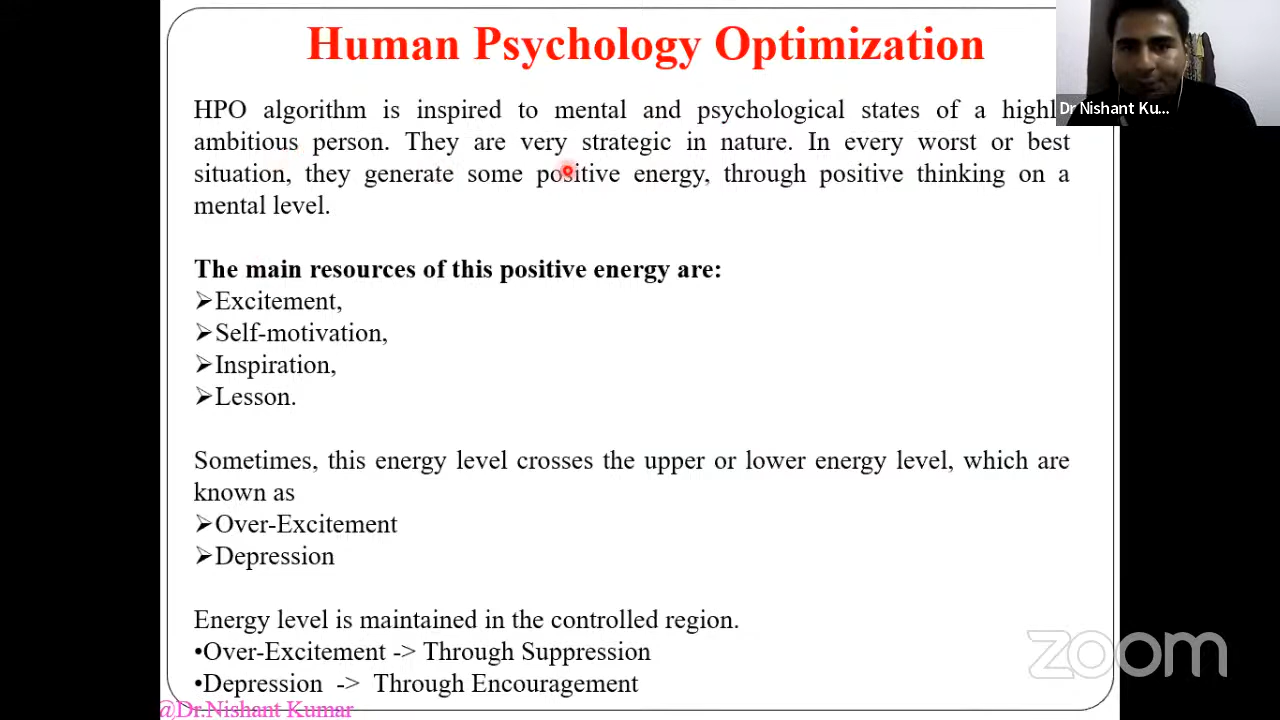 Human Psychology Optimization
HPO algorithm is inspired to mental and psychological states of a highly
ambitious person. They are very strategic in nature. In every worst or best
situation, they generate some positive energy, through positive thinking on a
mental level.
The main resources of this positive energy are:
➢Excitement,
➢Self-motivation,
➢Inspiration,
➢Lesson.
Sometimes, this energy level crosses the upper or lower energy level, which are
known as
➢Over-Excitement
➢Depression
Energy level is maintained in the controlled region.
•Over-Excitement -> Through Suppression
•Depression -> Through Encouragement
@Dr.Nishant Kumar
Dr Nishant Ku...
zoom